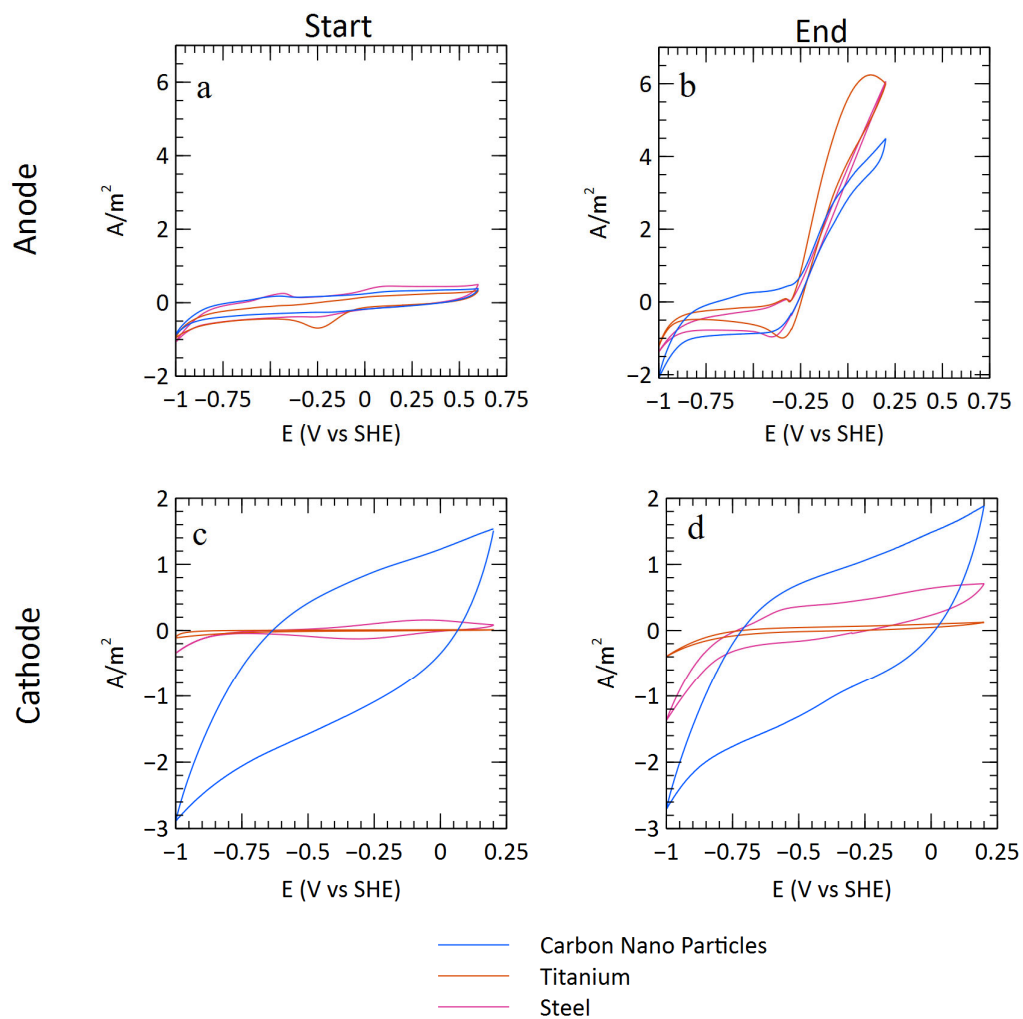 Start
End
Anode
a
A/m²
6
4
2
0
−2
−1 −0.75 −0.25 0 0.25 0.5 0.75
E (V vs SHE)
b
A/m²
6
4
2
0
−2
−1 −0.75 −0.25 0 0.25 0.5 0.75
E (V vs SHE)
Cathode
c
A/m²
2
1
0
−1
−2
−3
−1 −0.75 −0.5 −0.25 0 0.25
E (V vs SHE)
d
A/m²
2
1
0
−1
−2
−3
−1 −0.75 −0.5 −0.25 0 0.25
E (V vs SHE)
Carbon Nano Particles
Titanium
Steel